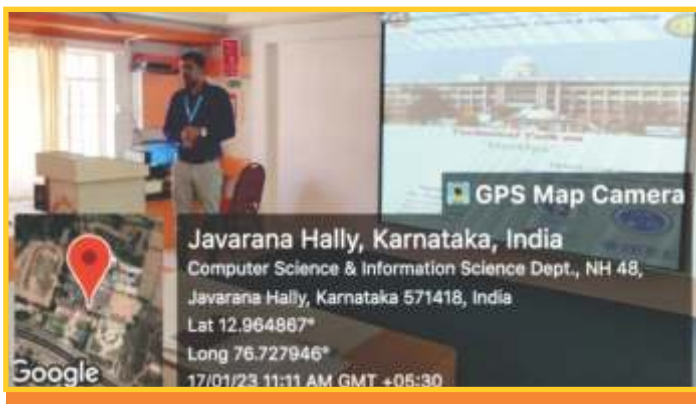 GPS Map Camera
Javarana Hally, Karnataka, India
Computer Science & Information Science Dept., NH 48,
Javarana Hally, Karnataka 571418, India
Lat 12.964867°
Long 76.727946°
17/01/23 11:11 AM GMT +05:30
Google